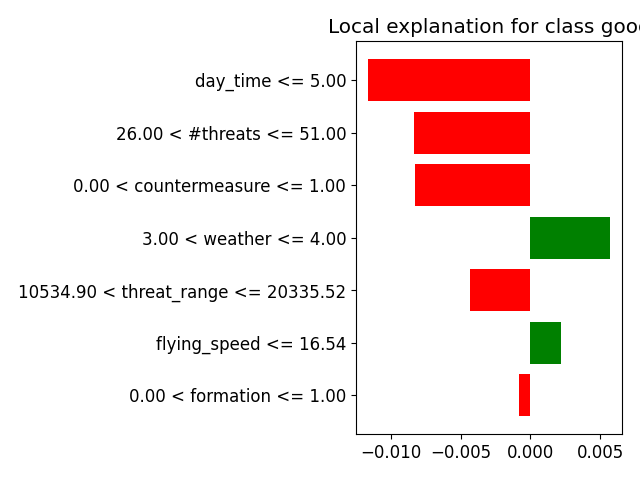 Local explanation for class goo
day_time <= 5.00
26.00 < #threats <= 51.00
0.00 < countermeasure <= 1.00
3.00 < weather <= 4.00
10534.90 < threat_range <= 20335.52
flying_speed <= 16.54
0.00 < formation <= 1.00
−0.010 −0.005 0.000 0.005